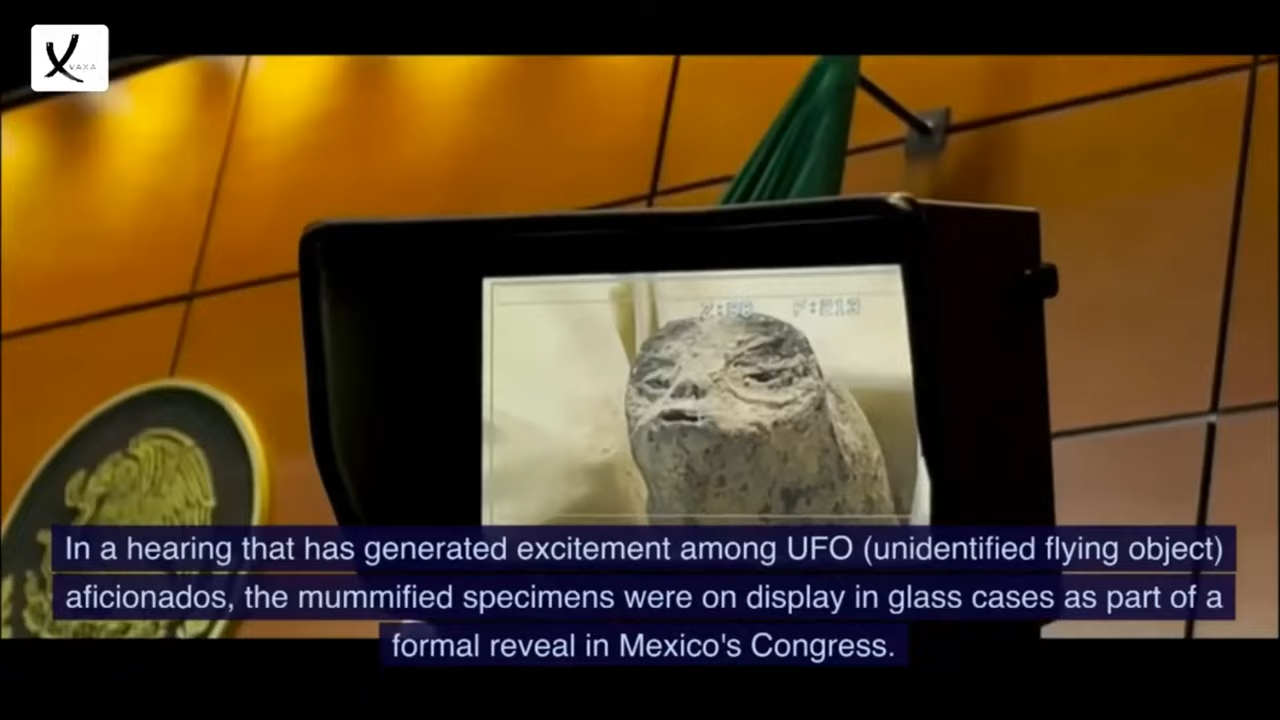 VAXA
In a hearing that has generated excitement among UFO (unidentified flying object)
aficionados, the mummified specimens were on display in glass cases as part of a
formal reveal in Mexico's Congress.